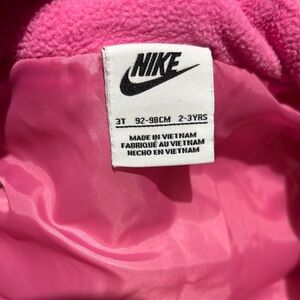 NIKE
3T 92-98CM 2-3YRS
MADE IN VIETNAM
FABRIQUÉ AU VIETNAM
HECHO EN VIETNAM